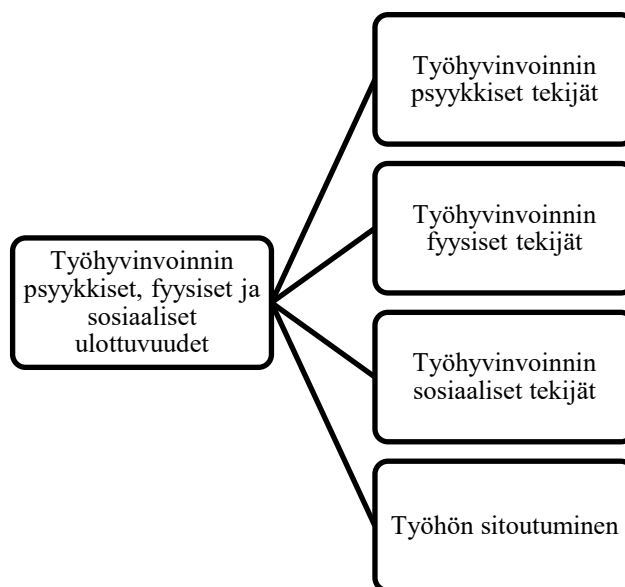 Työhyvinvoinnin
psyykkiset, fyysiset ja
sosiaaliset
ulottuvuudet
Työhyvinvoinnin
psyykkiset tekijät
Työhyvinvoinnin
fyysiset tekijät
Työhyvinvoinnin
sosiaaliset tekijät
Työhön sitoutuminen